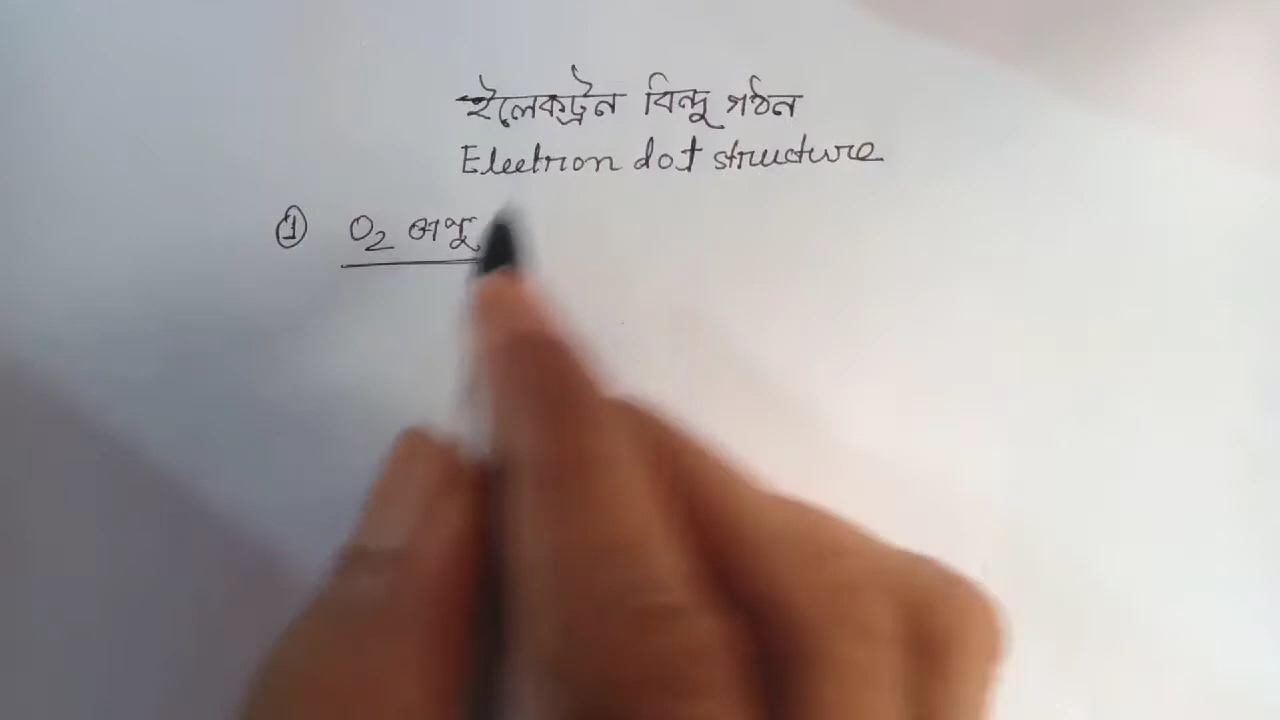 ইলেকট্রন বিন্দু গঠন
Electron dot structure
① O₂ অণু